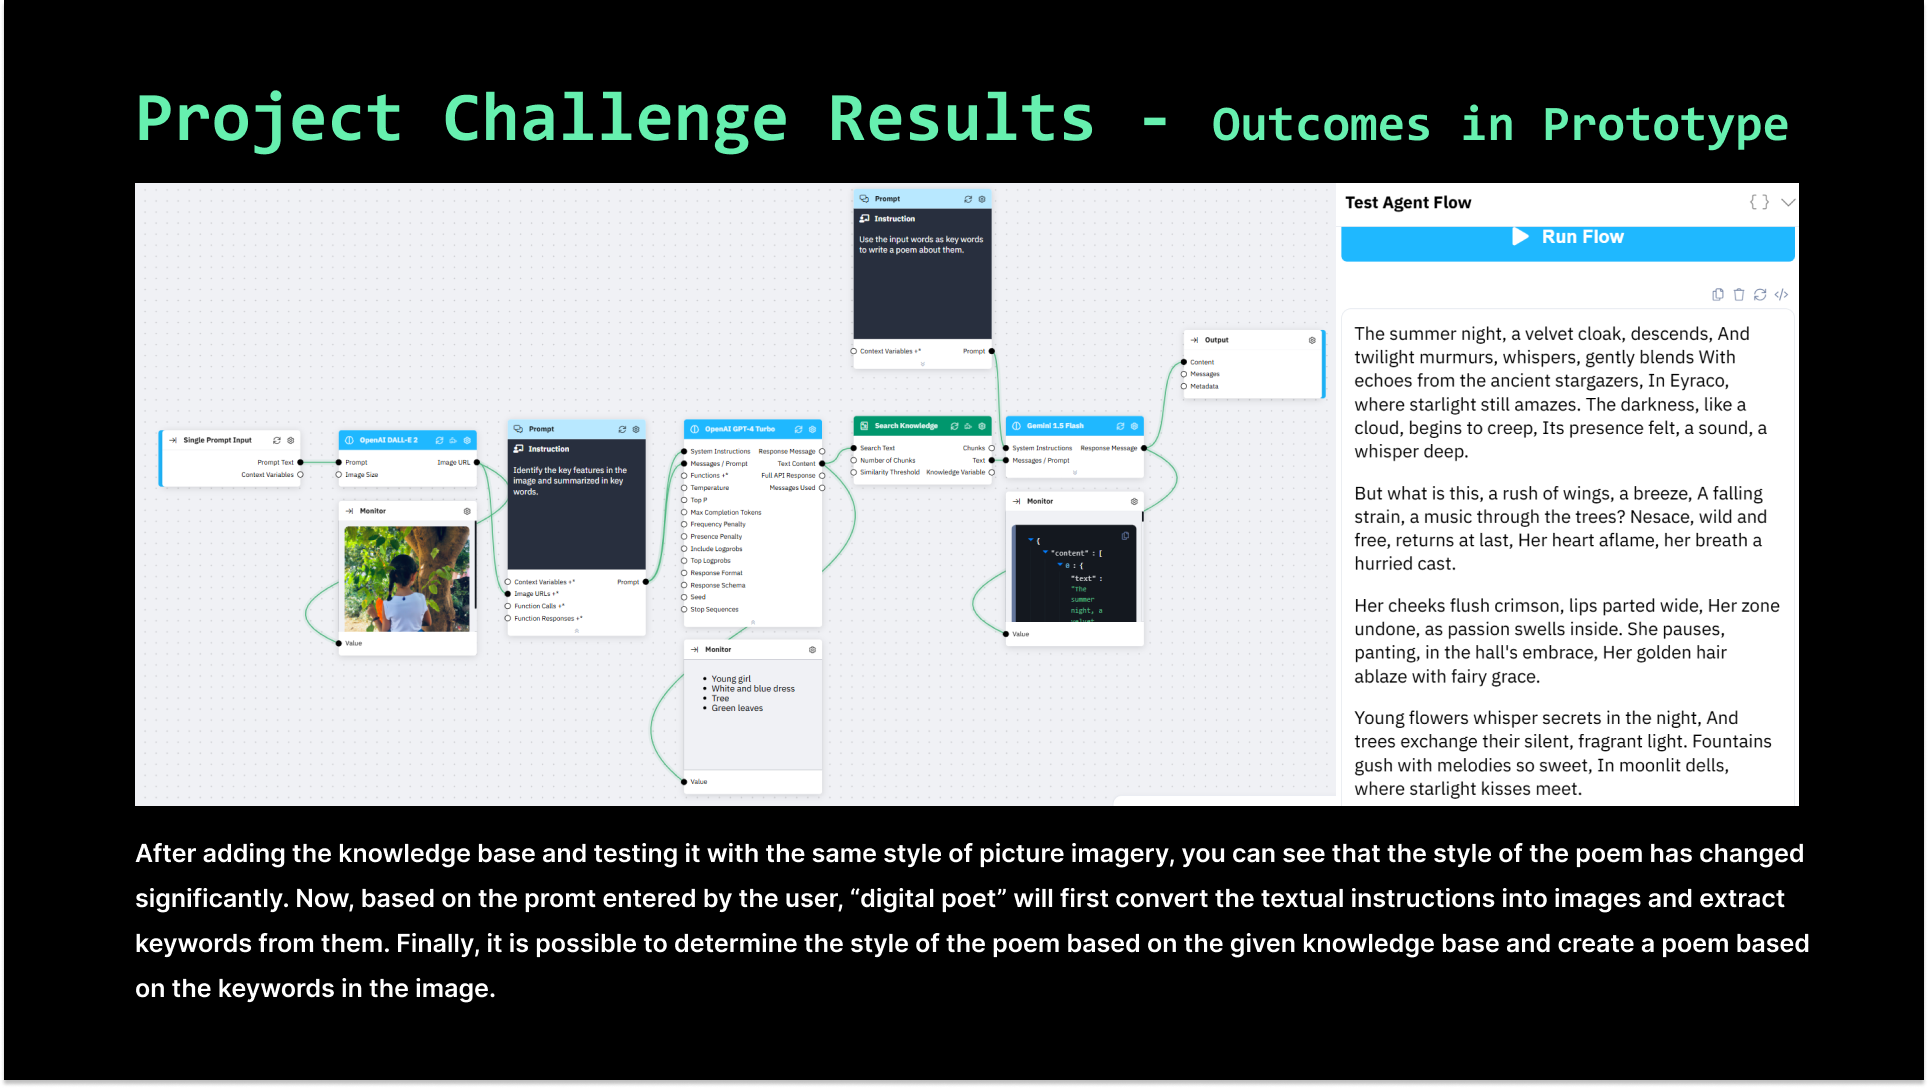 Project Challenge Results - Outcomes in Prototype
Prompt
Instruction
Use the input words as key words
to write a poem about them.
Context Variables +*
Prompt
Output
Content
Messages
Metadata
Single Prompt Input
Prompt Text
Context Variables
OpenAI DALL-E 2
Prompt
Image URL
Image Size
Monitor
Value
Prompt
Instruction
Identify the key features in the
image and summarized in key
words.
Context Variables +*
Prompt
Image URLs +*
Function Calls +*
Function Responses +*
OpenAI GPT-4 Turbo
System Instructions
Response Message
Messages / Prompt
Text Content
Functions +*
Full API Response
Temperature
Messages Used
Top P
Max Completion Tokens
Frequency Penalty
Presence Penalty
Include Logprobs
Top Logprobs
Response Format
Response Schema
Seed
Stop Sequences
Monitor
Young girl
White and blue dress
Tree
Green leaves
Value
Search Knowledge
Search Text
Chunks
Number of Chunks
Text
Similarity Threshold
Knowledge Variable
Gemini 1.5 Flash
System Instructions
Response Message
Messages / Prompt
Monitor
{
"content" : [
0 : {
"text" :
"The
summer
night, a
velvet
Value
Test Agent Flow
{ }
Run Flow
</>
The summer night, a velvet cloak, descends, And
twilight murmurs, whispers, gently blends With
echoes from the ancient stargazers, In Eyraco,
where starlight still amazes. The darkness, like a
cloud, begins to creep, Its presence felt, a sound, a
whisper deep.
But what is this, a rush of wings, a breeze, A falling
strain, a music through the trees? Nesace, wild and
free, returns at last, Her heart aflame, her breath a
hurried cast.
Her cheeks flush crimson, lips parted wide, Her zone
undone, as passion swells inside. She pauses,
panting, in the hall's embrace, Her golden hair
ablaze with fairy grace.
Young flowers whisper secrets in the night, And
trees exchange their silent, fragrant light. Fountains
gush with melodies so sweet, In moonlit dells,
where starlight kisses meet.
After adding the knowledge base and testing it with the same style of picture imagery, you can see that the style of the poem has changed
significantly. Now, based on the promt entered by the user, “digital poet” will first convert the textual instructions into images and extract
keywords from them. Finally, it is possible to determine the style of the poem based on the given knowledge base and create a poem based
on the keywords in the image.